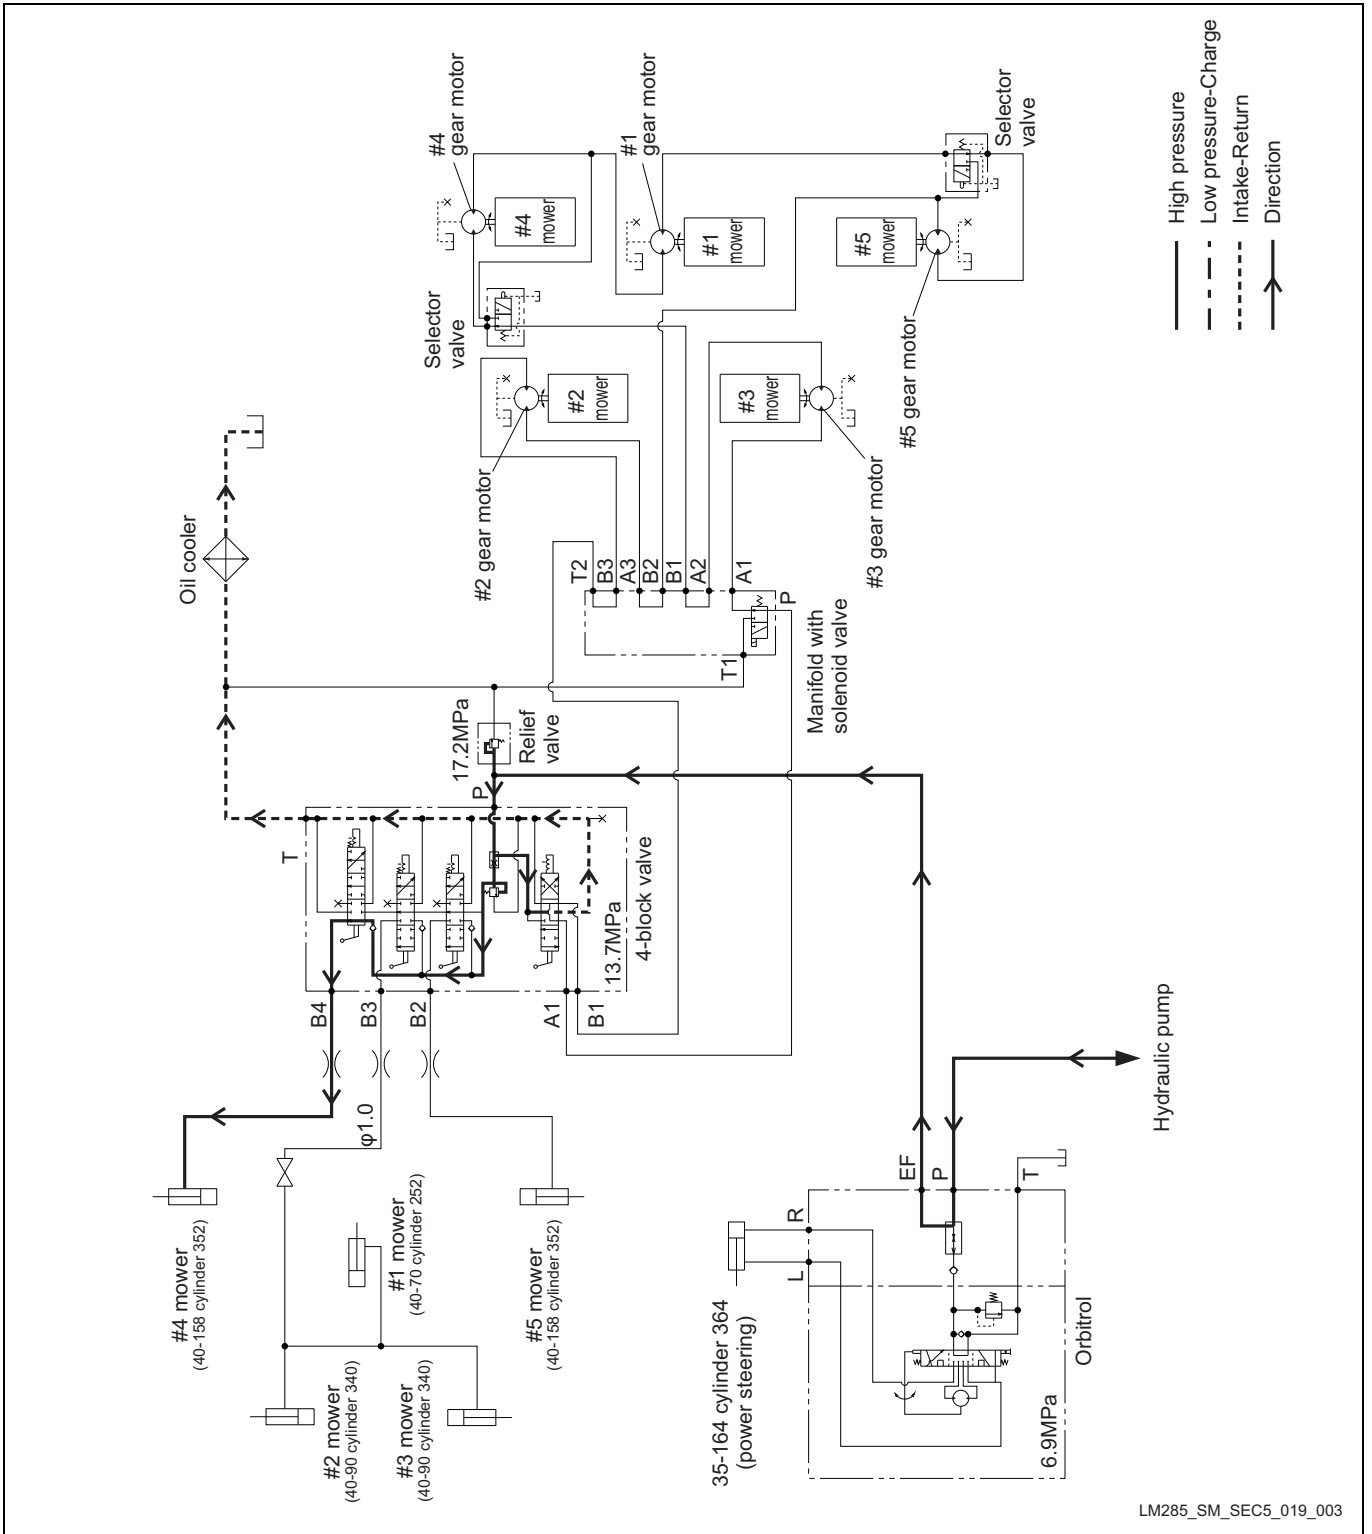 #4 mower
(40-158 cylinder 352)
#2 mower
(40-90 cylinder 340)
#3 mower
(40-90 cylinder 340)
#1 mower
(40-70 cylinder 252)
#5 mower
(40-158 cylinder 352)
φ1.0
B4
B3
B2
A1
B1
T
P
13.7MPa
4-block valve
17.2MPa
Relief
valve
Oil cooler
35-164 cylinder 364
(power steering)
L
R
EF
P
T
6.9MPa
Orbitrol
Hydraulic pump
T2
B3
A3
B2
B1
A2
A1
P
T1
Manifold with
solenoid valve
#2 gear motor
#3 gear motor
#5 gear motor
#4
gear motor
#1
gear motor
Selector
valve
Selector
valve
#4
mower
#1
mower
#5
mower
#2
mower
#3
mower
High pressure
Low pressure-Charge
Intake-Return
Direction
LM285_SM_SEC5_019_003